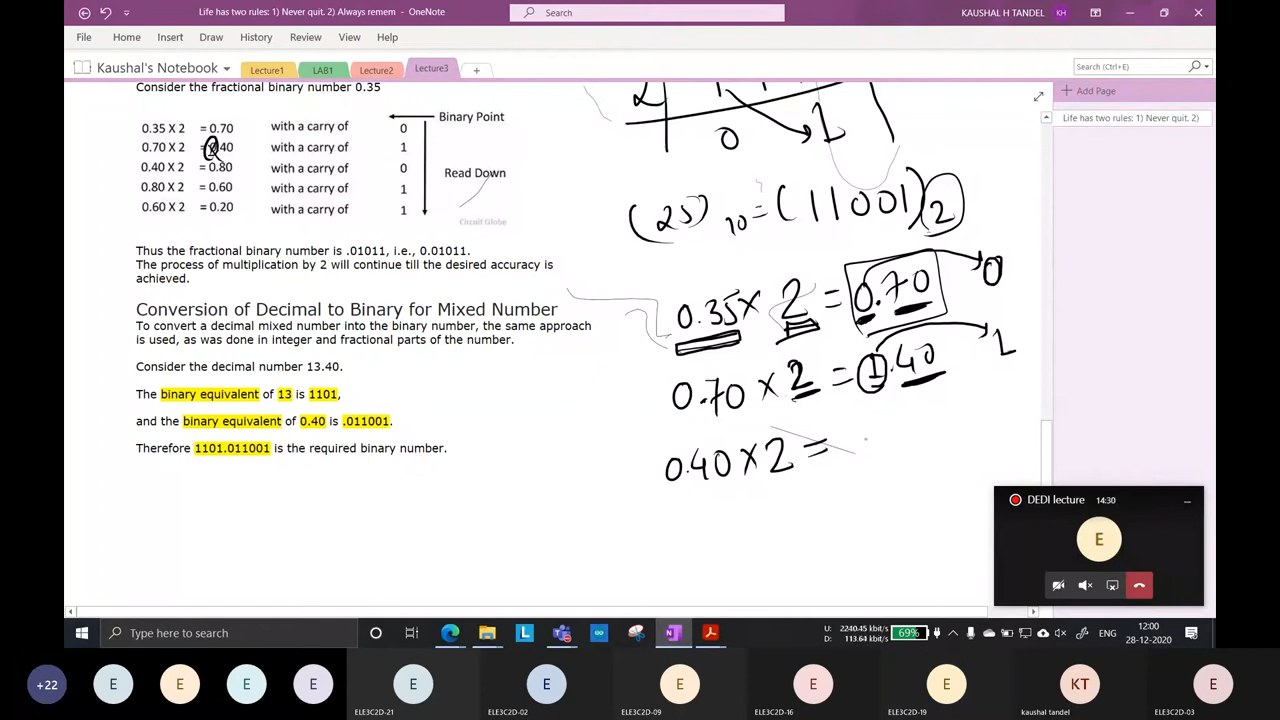 Life has two rules: 1) Never quit. 2) Always remem - OneNote
Search
KAUSHAL H TANDEL
KH
File Home Insert Draw History Review View Help
Kaushal's Notebook
Lecture1 LAB1 Lecture2 Lecture3
Search (Ctrl+E)
Add Page
Life has two rules: 1) Never quit. 2)
Consider the fractional binary number 0.35
Binary Point
0.35 X 2 = 0.70 with a carry of 0
0.70 X 2 = 0.40 with a carry of 1
0.40 X 2 = 0.80 with a carry of 0
0.80 X 2 = 0.60 with a carry of 1
0.60 X 2 = 0.20 with a carry of 1
Read Down
Circuit Globe
Thus the fractional binary number is .01011, i.e., 0.01011.
The process of multiplication by 2 will continue till the desired accuracy is
achieved.
Conversion of Decimal to Binary for Mixed Number
To convert a decimal mixed number into the binary number, the same approach
is used, as was done in integer and fractional parts of the number.
Consider the decimal number 13.40.
The binary equivalent of 13 is 1101,
and the binary equivalent of 0.40 is .011001.
Therefore 1101.011001 is the required binary number.
2
0 1
(25)10 = (11001)2
0.35 × 2 = 0.70 0
0.70 × 2 = 1.40 1
0.40 × 2 =
DEDI lecture 14:30
E
Type here to search
L
U: 2240.45 kbit/s
D: 113.64 kbit/s
69%
ENG
12:00
28-12-2020
+22 E E E E E E E E E KT E
ELE3C2D-21 ELE3C2D-02 ELE3C2D-09 ELE3C2D-16 ELE3C2D-19 kaushal tandel ELE3C2D-03